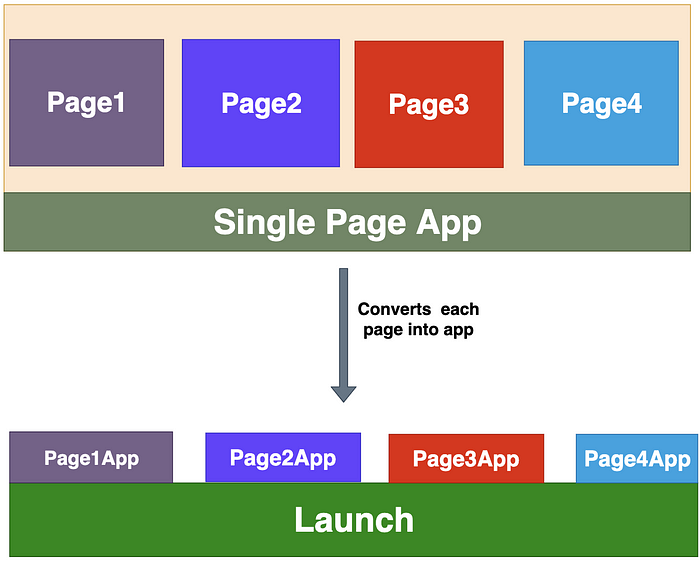 Page1
Page2
Page3
Page4
Single Page App
Converts each
page into app
Page1App
Page2App
Page3App
Page4App
Launch